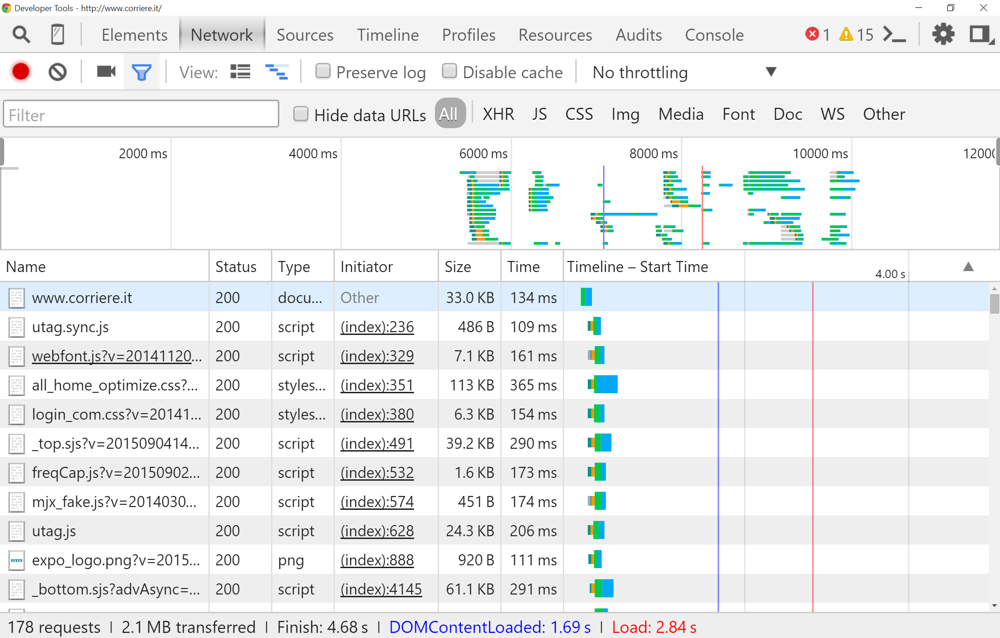 Developer Tools - http://www.corriere.it/
Elements Network Sources Timeline Profiles Resources Audits Console 1 15
View: Preserve log Disable cache No throttling
Filter Hide data URLs All XHR JS CSS Img Media Font Doc WS Other
2000 ms 4000 ms 6000 ms 8000 ms 10000 ms 12000
Name Status Type Initiator Size Time Timeline – Start Time 4.00 s
www.corriere.it 200 docu... Other 33.0 KB 134 ms
utag.sync.js 200 script (index):236 486 B 109 ms
webfont.js?v=20141120... 200 script (index):329 7.1 KB 161 ms
all_home_optimize.css?... 200 styles... (index):351 113 KB 365 ms
login_com.css?v=20141... 200 styles... (index):380 6.3 KB 154 ms
_top.sjs?v=2015090414... 200 script (index):491 39.2 KB 290 ms
freqCap.js?v=20150902... 200 script (index):532 1.6 KB 173 ms
mjx_fake.js?v=2014030... 200 script (index):574 451 B 174 ms
utag.js 200 script (index):628 24.3 KB 206 ms
EXPO expo_logo.png?v=2015... 200 png (index):888 920 B 111 ms
_bottom.sjs?advAsync=... 200 script (index):4145 61.1 KB 291 ms
178 requests | 2.1 MB transferred | Finish: 4.68 s | DOMContentLoaded: 1.69 s | Load: 2.84 s